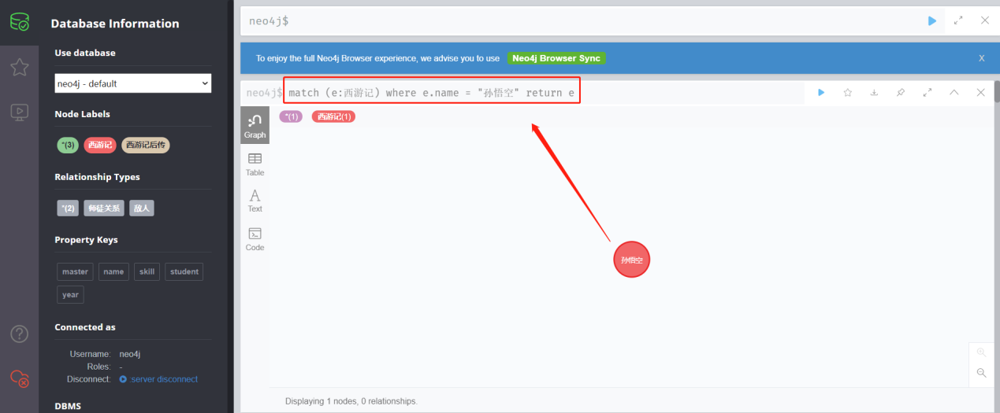 Database Information
Use database
neo4j - default
Node Labels
*(3) 西游记 西游记后传
Relationship Types
*(2) 师徒关系 敌人
Property Keys
master name skill student
year
Connected as
Username: neo4j
Roles: -
Disconnect: server disconnect
DBMS
neo4j$
To enjoy the full Neo4j Browser experience, we advise you to use Neo4j Browser Sync X
neo4j$ match (e:西游记) where e.name = "孙悟空" return e
*(1) 西游记(1)
Graph
Table
A
Text
Code
孙悟空
Displaying 1 nodes, 0 relationships.